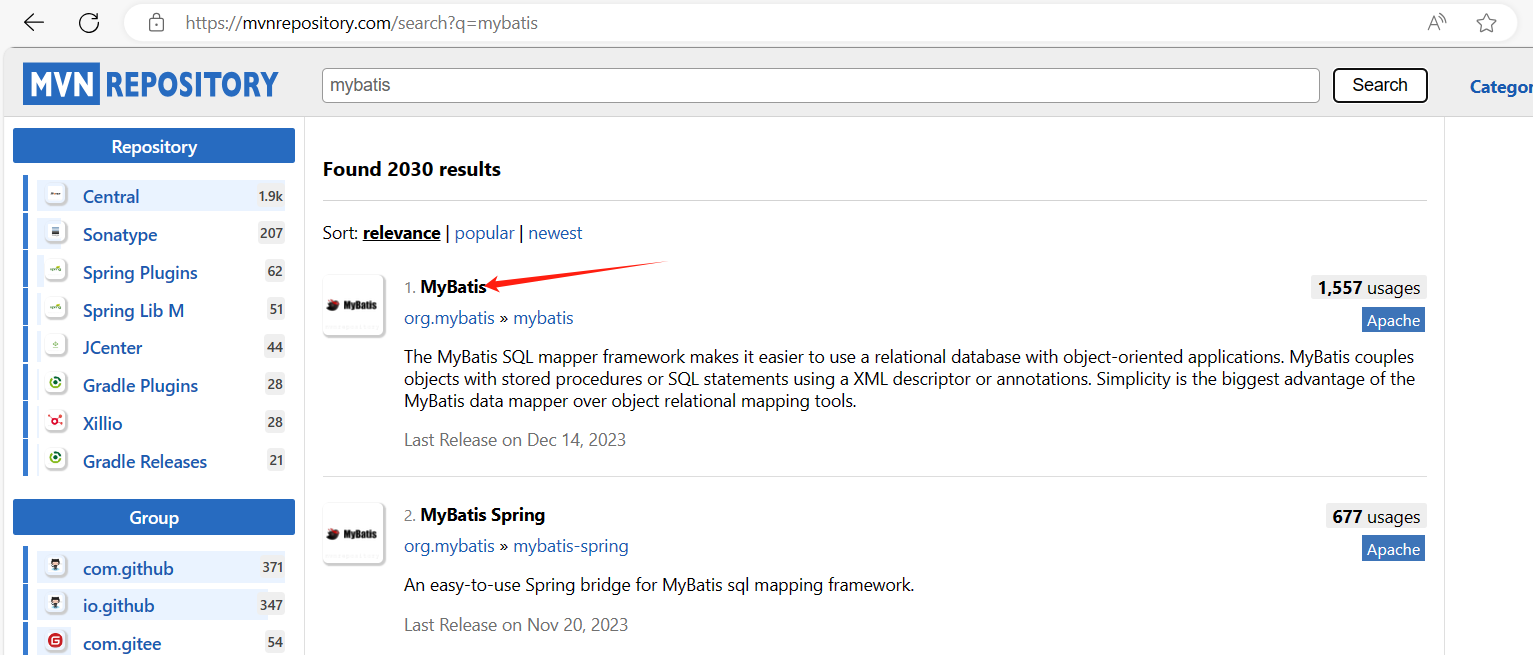 https://mvnrepository.com/search?q=mybatis
MVN REPOSITORY
mybatis
Search
Categor
Repository
Central 1.9k
Sonatype 207
Spring Plugins 62
Spring Lib M 51
JCenter 44
Gradle Plugins 28
Xillio 28
Gradle Releases 21
Group
com.github 371
io.github 347
com.gitee 54
Found 2030 results
Sort: relevance | popular | newest
MyBatis
1. MyBatis
1,557 usages
org.mybatis » mybatis
Apache
The MyBatis SQL mapper framework makes it easier to use a relational database with object-oriented applications. MyBatis couples
objects with stored procedures or SQL statements using a XML descriptor or annotations. Simplicity is the biggest advantage of the
MyBatis data mapper over object relational mapping tools.
Last Release on Dec 14, 2023
MyBatis
2. MyBatis Spring
677 usages
org.mybatis » mybatis-spring
Apache
An easy-to-use Spring bridge for MyBatis sql mapping framework.
Last Release on Nov 20, 2023